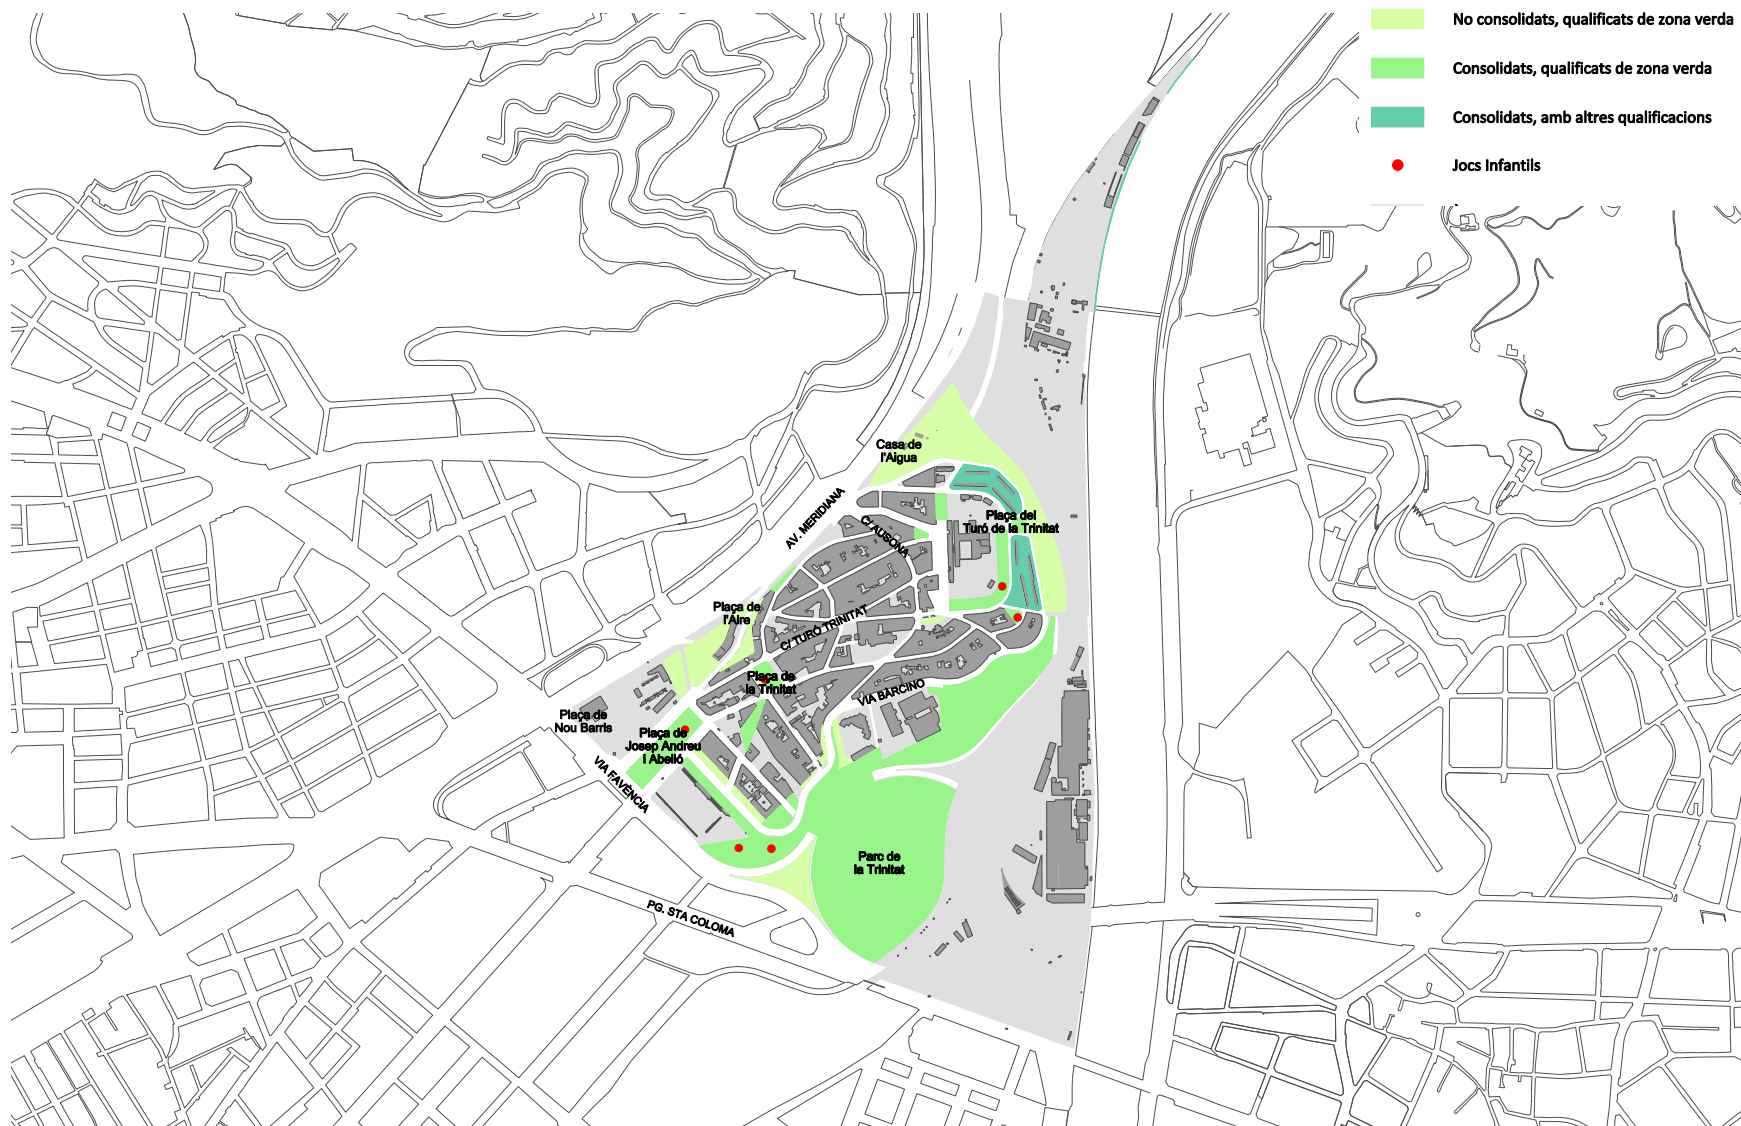 No consolidats, qualificats de zona verda
Consolidats, qualificats de zona verda
Consolidats, amb altres qualificacions
Jocs Infantils
Casa de
l'Aigua
AV. MERIDIANA
C/ AUSONA
Plaça del
Turó de la Trinitat
Plaça de
l'Aire
C/ TURÓ TRINITAT
Plaça de
la Trinitat
VIA BARCINO
Plaça de
Nou Barris
Plaça de
Josep Andreu
i Abelló
VIA FAVÈNCIA
Parc de
la Trinitat
PG. STA COLOMA